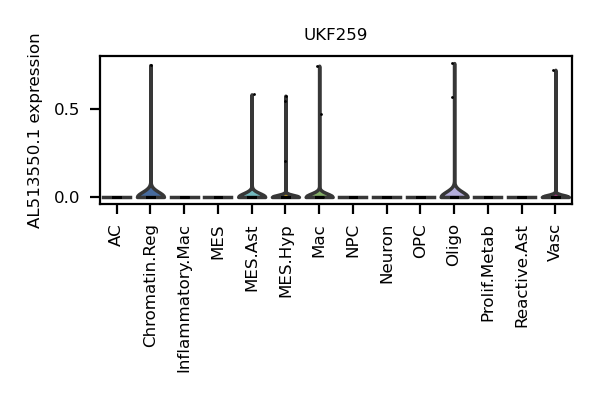 UKF259
AL513550.1 expression
0.5
0.0
AC
Chromatin.Reg
Inflammatory.Mac
MES
MES.Ast
MES.Hyp
Mac
NPC
Neuron
OPC
Oligo
Prolif.Metab
Reactive.Ast
Vasc